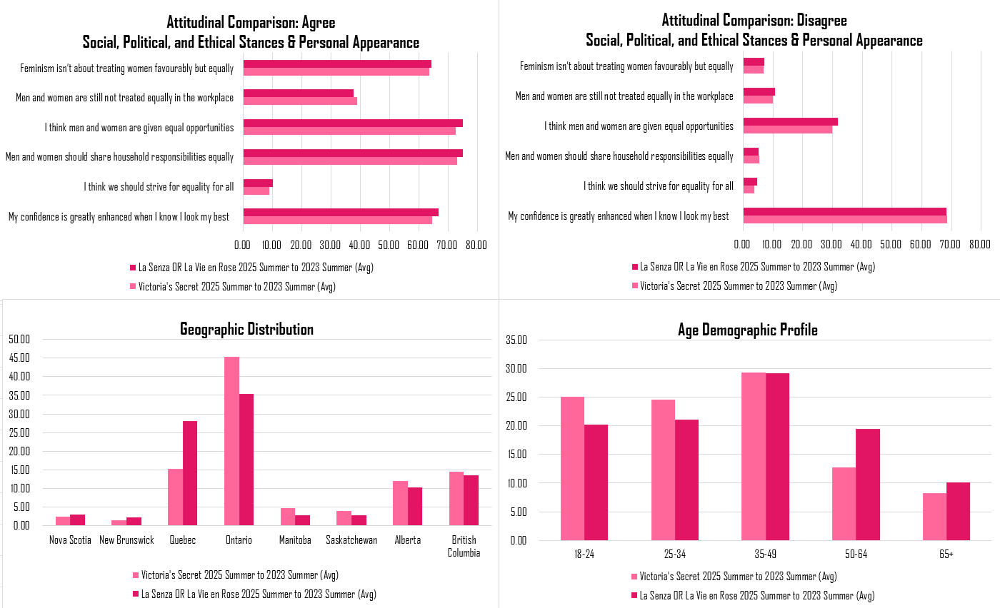 Attitudinal Comparison: Agree
Social, Political, and Ethical Stances & Personal Appearance
Feminism isn't about treating women favourably but equally
Men and women are still not treated equally in the workplace
I think men and women are given equal opportunities
Men and women should share household responsibilities equally
I think we should strive for equality for all
My confidence is greatly enhanced when I know I look my best
0.00 10.00 20.00 30.00 40.00 50.00 60.00 70.00 80.00
La Senza OR La Vie en Rose 2025 Summer to 2023 Summer (Avg)
Victoria's Secret 2025 Summer to 2023 Summer (Avg)
Attitudinal Comparison: Disagree
Social, Political, and Ethical Stances & Personal Appearance
Feminism isn't about treating women favourably but equally
Men and women are still not treated equally in the workplace
I think men and women are given equal opportunities
Men and women should share household responsibilities equally
I think we should strive for equality for all
My confidence is greatly enhanced when I know I look my best
0.00 10.00 20.00 30.00 40.00 50.00 60.00 70.00 80.00
La Senza OR La Vie en Rose 2025 Summer to 2023 Summer (Avg)
Victoria's Secret 2025 Summer to 2023 Summer (Avg)
Geographic Distribution
50.00
45.00
40.00
35.00
30.00
25.00
20.00
15.00
10.00
5.00
0.00
Nova Scotia New Brunswick Quebec Ontario Manitoba Saskatchewan Alberta British
Columbia
Victoria's Secret 2025 Summer to 2023 Summer (Avg)
La Senza OR La Vie en Rose 2025 Summer to 2023 Summer (Avg)
Age Demographic Profile
35.00
30.00
25.00
20.00
15.00
10.00
5.00
0.00
18-24 25-34 35-49 50-64 65+
Victoria's Secret 2025 Summer to 2023 Summer (Avg)
La Senza OR La Vie en Rose 2025 Summer to 2023 Summer (Avg)